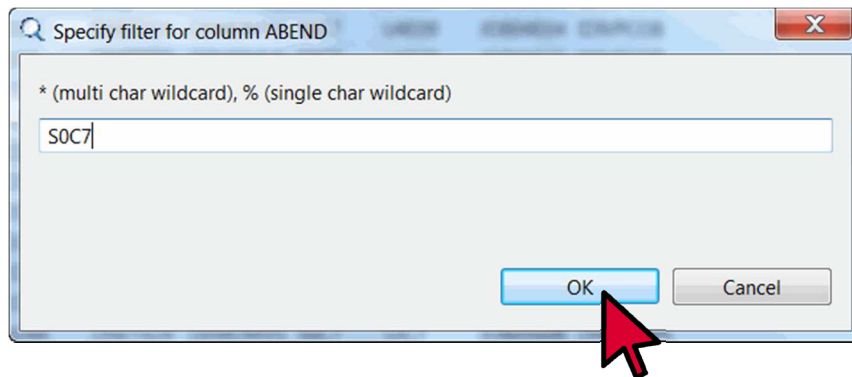 Specify filter for column ABEND
* (multi char wildcard), % (single char wildcard)
S0C7
OK
Cancel